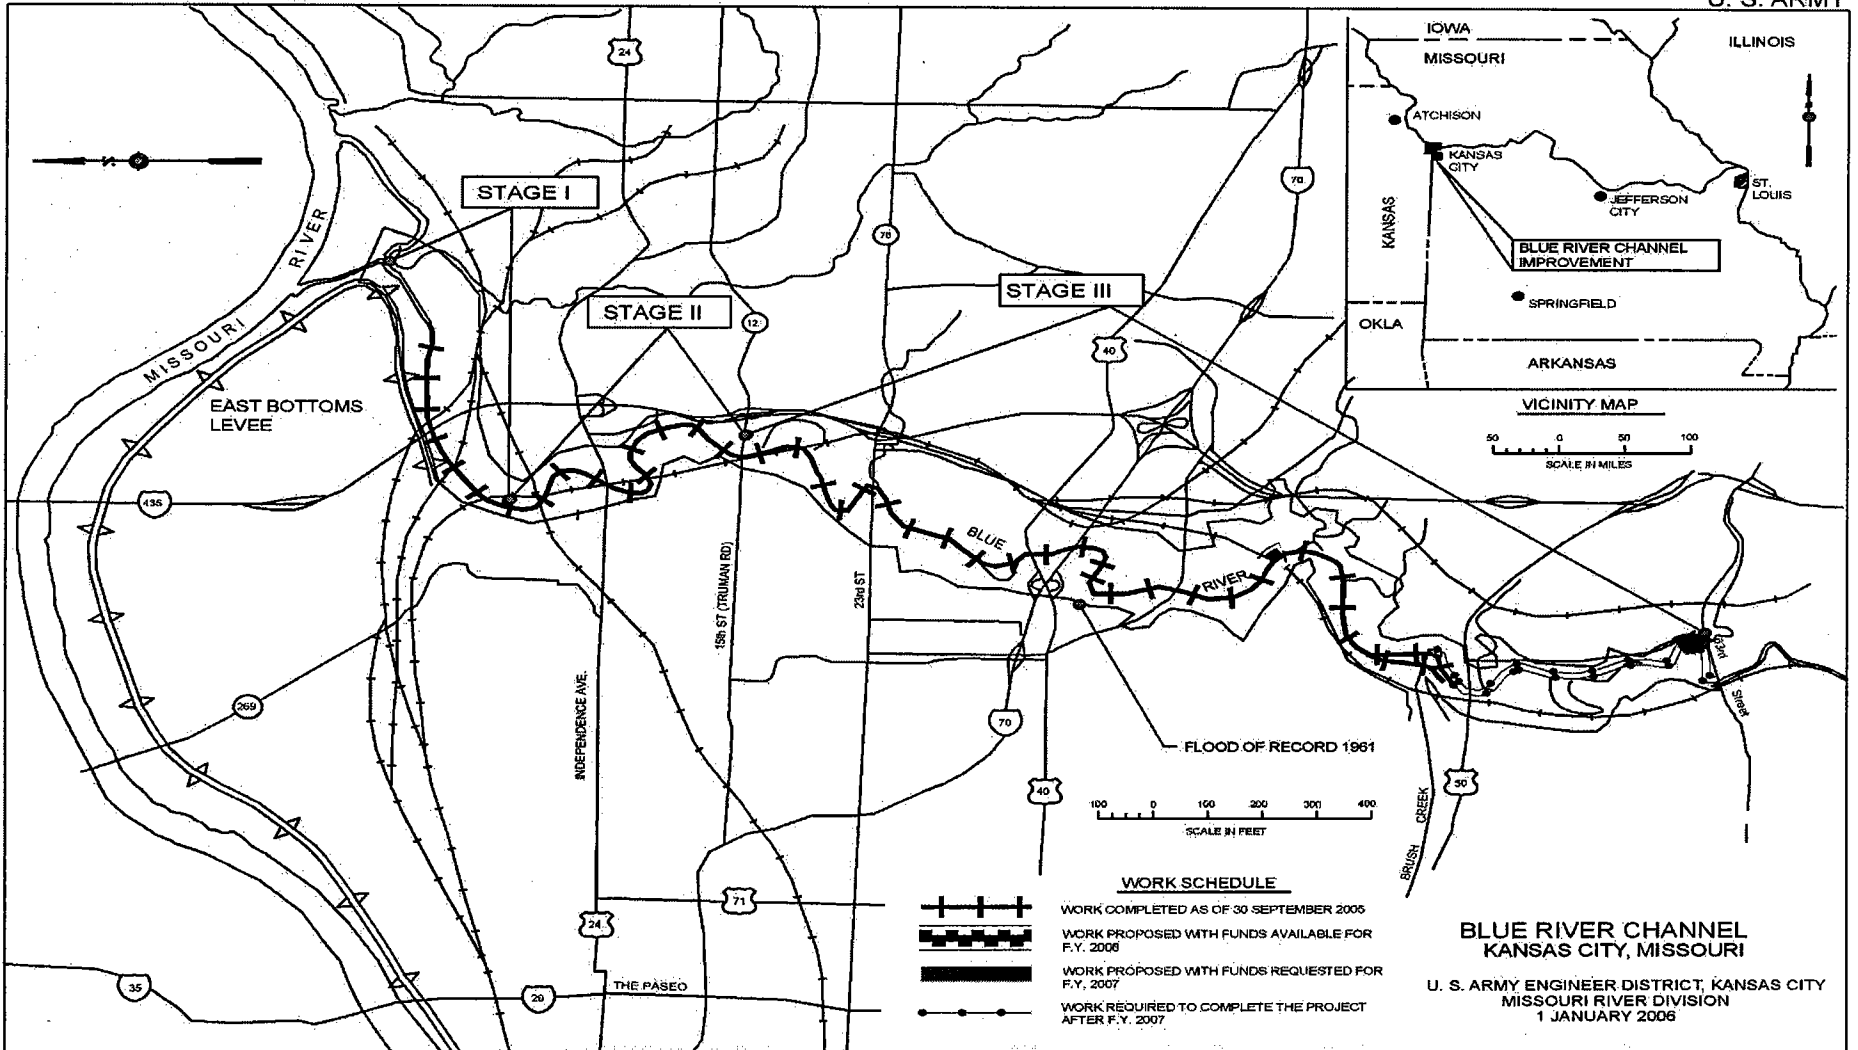 U. S. ARMY
IOWA
MISSOURI
ILLINOIS
ATCHISON
KANSAS
CITY
ST.
LOUIS
JEFFERSON
CITY
KANSAS
BLUE RIVER CHANNEL
IMPROVEMENT
SPRINGFIELD
OKLA
ARKANSAS
VICINITY MAP
50 0 50 100
SCALE IN MILES
N
24
STAGE I
STAGE II
STAGE III
MISSOURI RIVER
EAST BOTTOMS
LEVEE
78
70
12
40
435
BLUE RIVER
15th ST (TRUMAN RD)
23rd ST
INDEPENDENCE AVE.
269
70
40
50
63rd Street
FLOOD OF RECORD 1961
100 0 100 200 300 400
SCALE IN FEET
BRUSH CREEK
71
24
35
29
THE PASEO
WORK SCHEDULE
WORK COMPLETED AS OF 30 SEPTEMBER 2005
WORK PROPOSED WITH FUNDS AVAILABLE FOR
F.Y. 2006
WORK PROPOSED WITH FUNDS REQUESTED FOR
F.Y. 2007
WORK REQUIRED TO COMPLETE THE PROJECT
AFTER F.Y. 2007
BLUE RIVER CHANNEL
KANSAS CITY, MISSOURI
U. S. ARMY ENGINEER DISTRICT, KANSAS CITY
MISSOURI RIVER DIVISION
1 JANUARY 2006